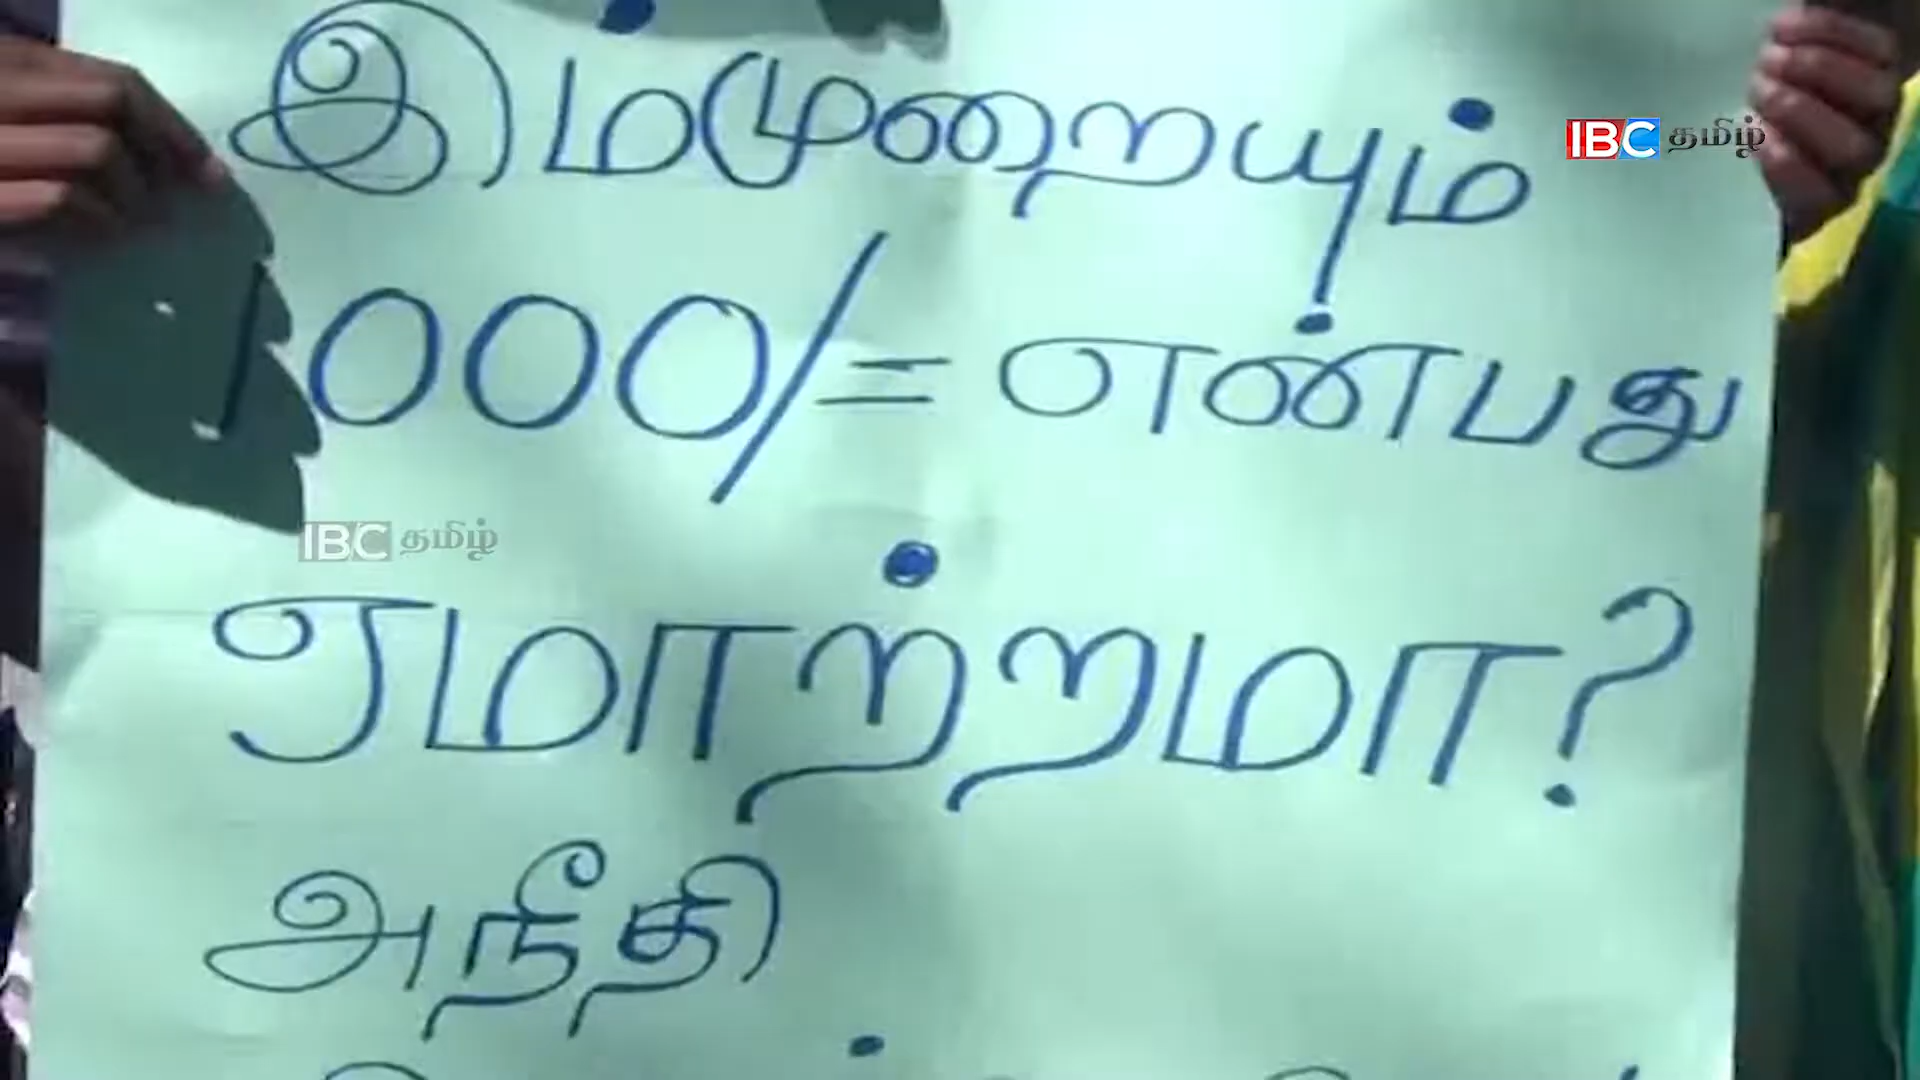 இம்முறையும்
IBC தமிழ்
1000/= என்பது
IBC தமிழ்
ஏமாற்றமா?
அநீதி